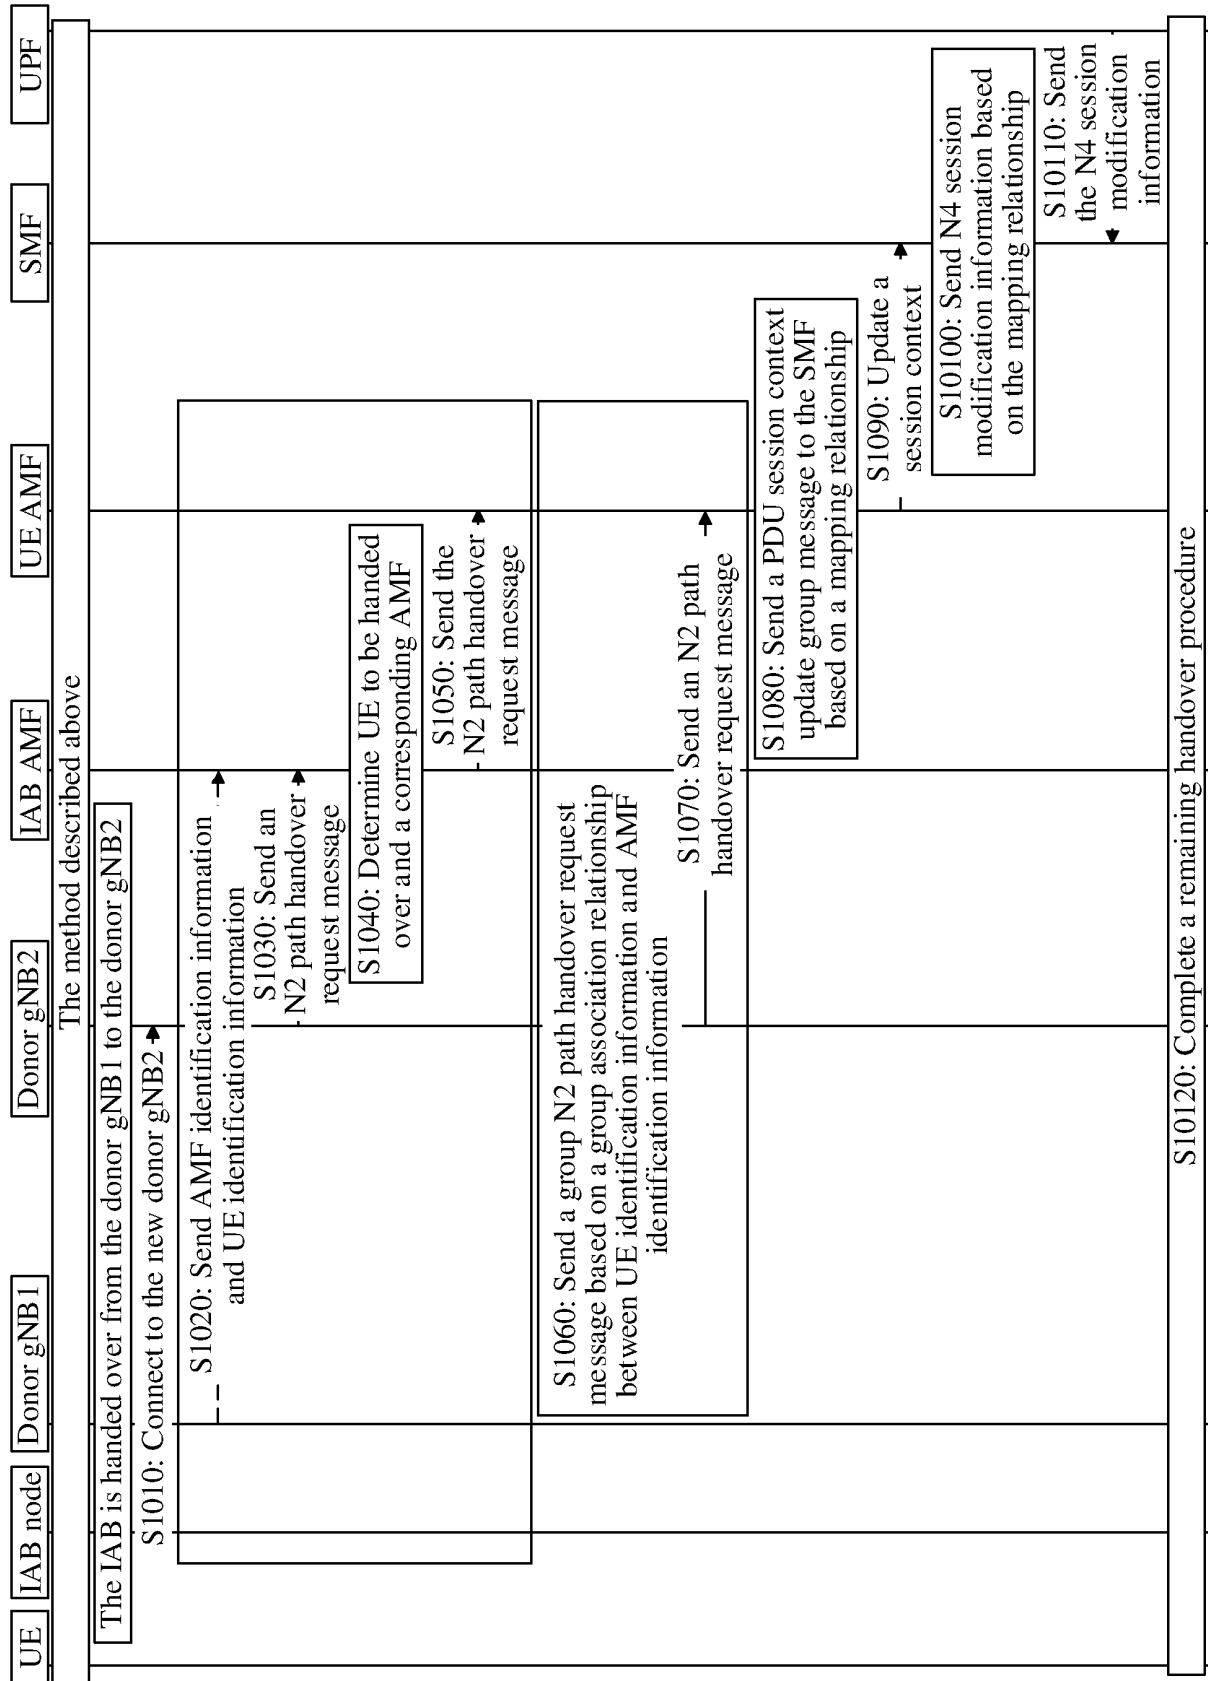 UE
IAB node
Donor gNB1
Donor gNB2
IAB AMF
UE AMF
SMF
UPF
The method described above
The IAB is handed over from the donor gNB1 to the donor gNB2
S1010: Connect to the new donor gNB2
S1020: Send AMF identification information
and UE identification information
S1030: Send an
N2 path handover
request message
S1040: Determine UE to be handed
over and a corresponding AMF
S1050: Send the
N2 path handover
request message
S1060: Send a group N2 path handover request
message based on a group association relationship
between UE identification information and AMF
identification information
S1070: Send an N2 path
handover request message
S1080: Send a PDU session context
update group message to the SMF
based on a mapping relationship
S1090: Update a
session context
S10100: Send N4 session
modification information based
on the mapping relationship
S10110: Send
the N4 session
modification
information
S10120: Complete a remaining handover procedure